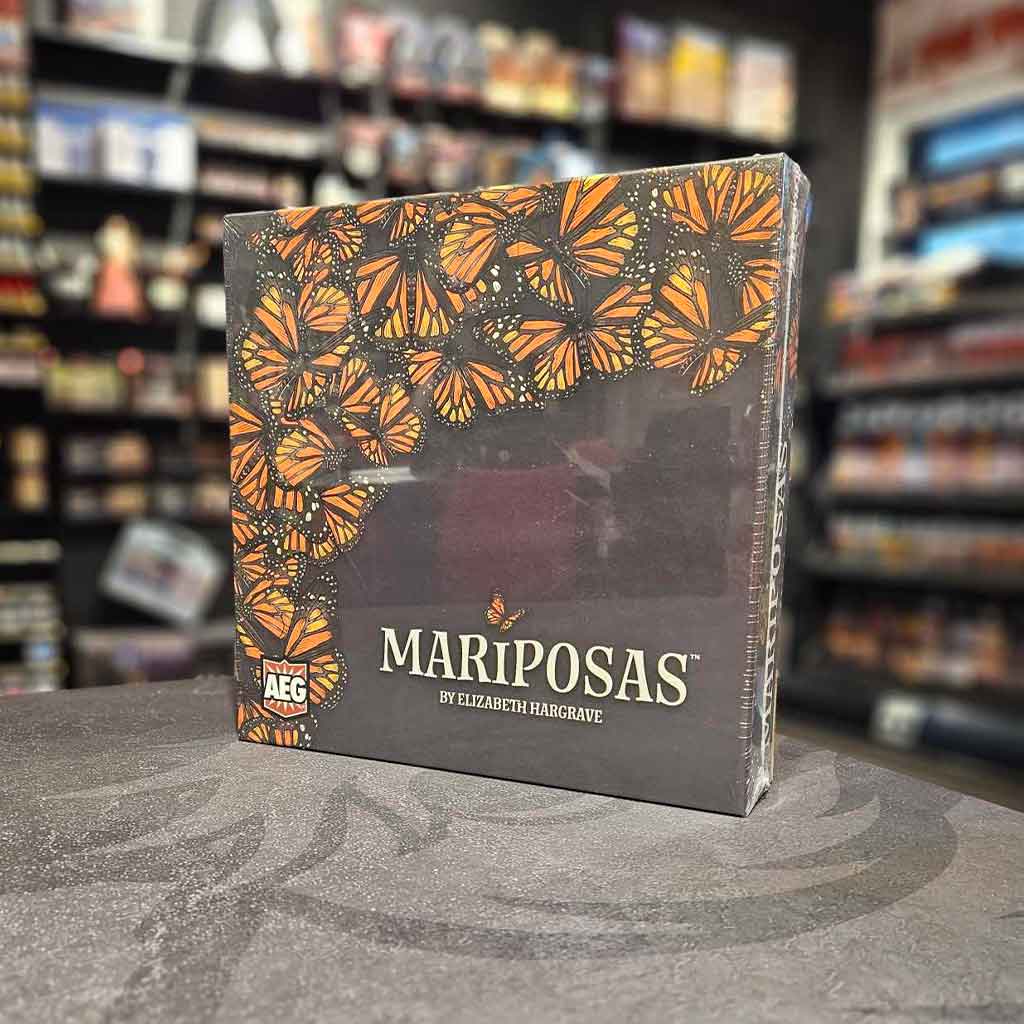 MARIPOSAS™
BY ELIZABETH HARGRAVE
AEG
MARIPOSAS